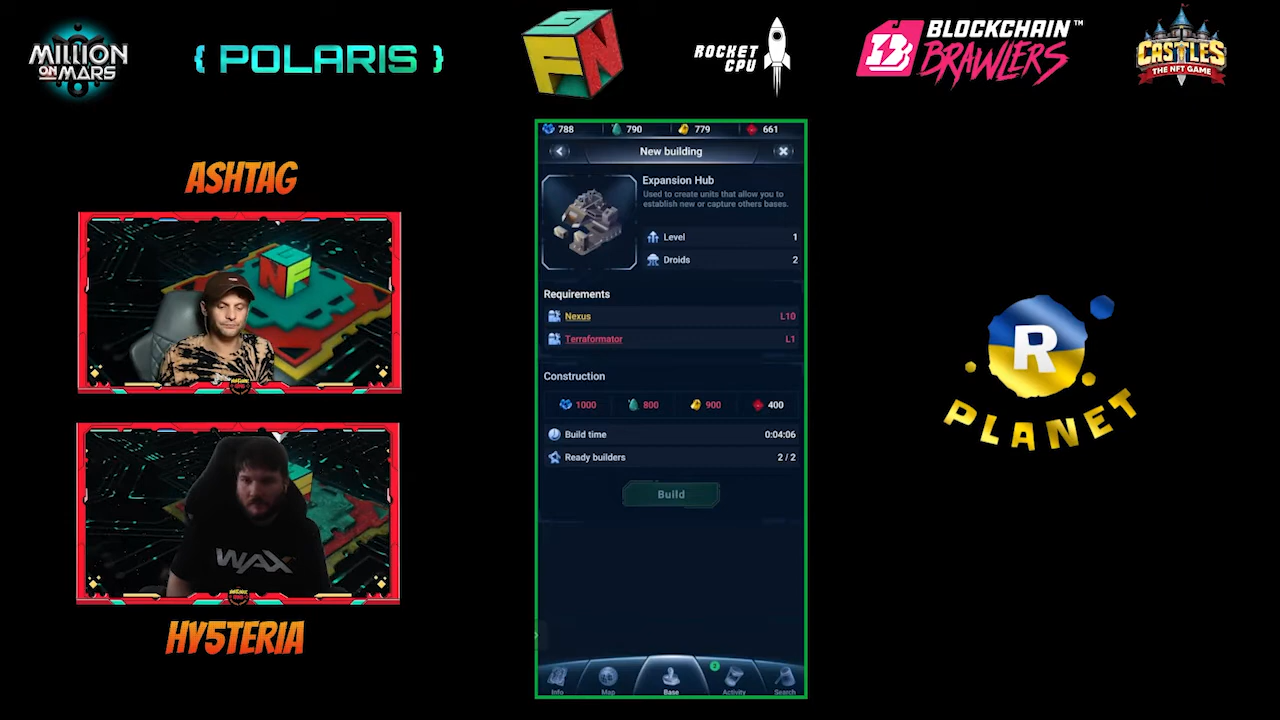 MILLION
ON MARS
{ POLARIS }
G
F N
ROCKET
CPU
BLOCKCHAIN™
BRAWLERS
CASTLES
THE NFT GAME
ASHTAG
HY5TERIA
WAX
788 790 779 661
New building
Expansion Hub
Used to create units that allow you to
establish new or capture others bases.
Level 1
Droids 2
Requirements
Nexus L10
Terraformator L1
Construction
1000 800 900 400
Build time 0:04:06
Ready builders 2 / 2
Build
Info Map Base Activity Search
R
PLANET